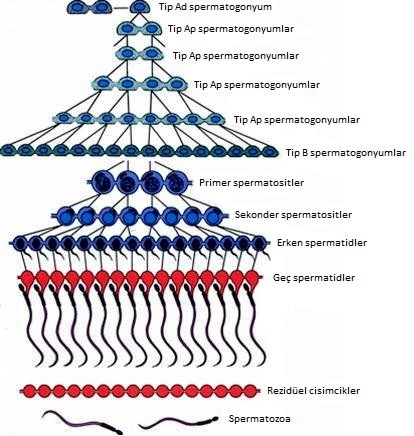 Tip Ad spermatogonyum
Tip Ap spermatogonyumlar
Tip Ap spermatogonyumlar
Tip Ap spermatogonyumlar
Tip Ap spermatogonyumlar
Tip B spermatogonyumlar
Primer spermatositler
Sekonder spermatositler
Erken spermatidler
Geç spermatidler
Rezidüel cisimcikler
Spermatozoa